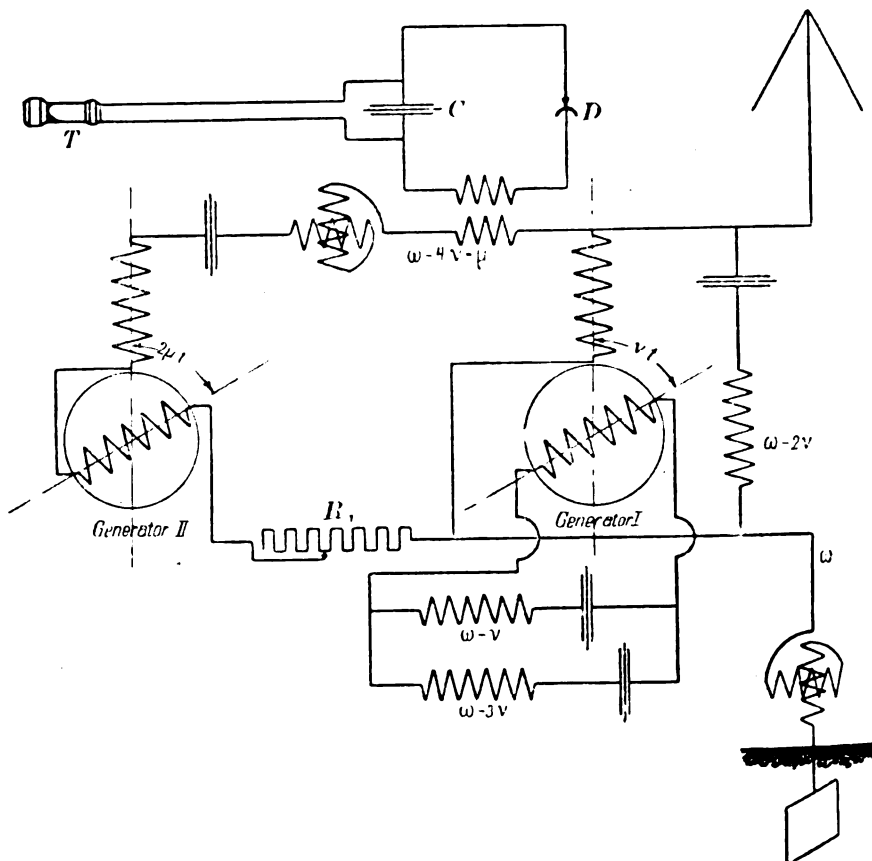 C
D
T
ω-4ν-μ
2μt
νt
ω-2ν
Generator II
R,
Generator I
ω
ω-ν
ω-3ν